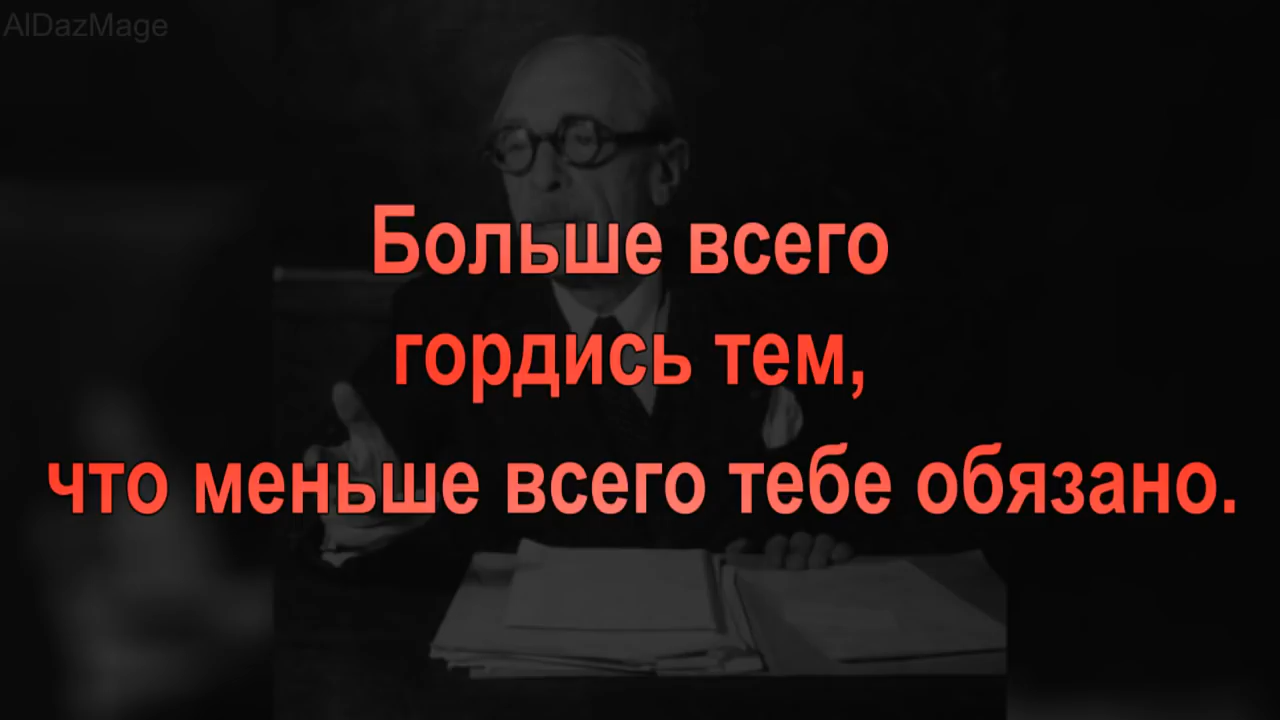 AlDazMage
Больше всего
гордись тем,
что меньше всего тебе обязано.